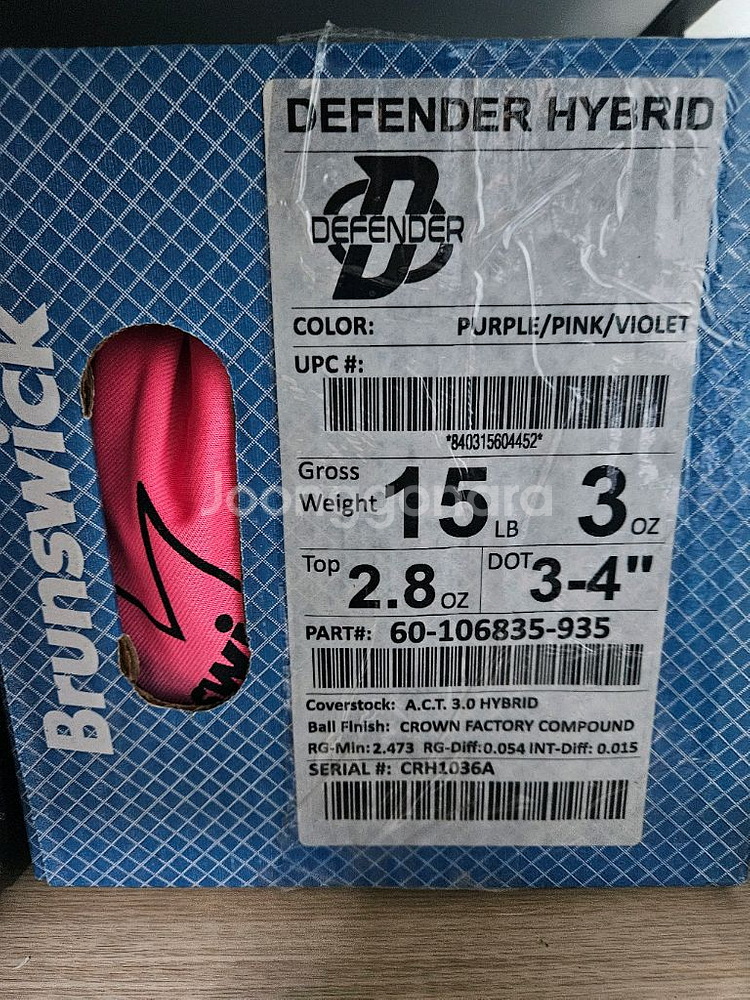 DEFENDER HYBRID
D
DEFENDER
COLOR: PURPLE/PINK/VIOLET
UPC #:
*840315604452*
Gross Weight 15 LB 3 OZ
Top 2.8 OZ DOT 3-4"
PART#: 60-106835-935
Coverstock: A.C.T. 3.0 HYBRID
Ball Finish: CROWN FACTORY COMPOUND
RG-Min: 2.473 RG-Diff: 0.054 INT-Diff: 0.015
SERIAL #: CRH1036A
Brunswick
Joonggonara